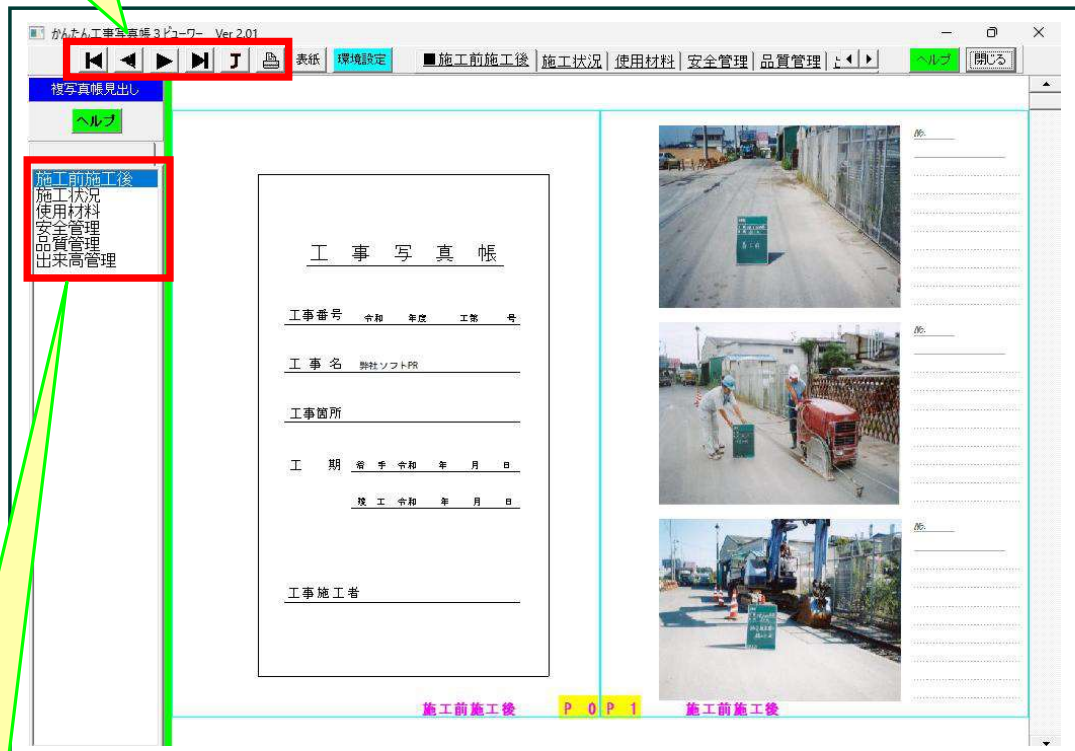 かんたん工事写真帳3ビューワー Ver 2.01
J 表紙 環境設定 ■施工前施工後 施工状況 使用材料 安全管理 品質管理 ヘルプ 閉じる
複写真帳見出し
ヘルプ
施工前施工後
施工状況
使用材料
安全管理
品質管理
出来高管理
工事写真帳
工事番号 令和 年度 工第 号
工事名 弊社ソフトPR
工事箇所
工期 着手 令和 年 月 日
竣工 令和 年 月 日
工事施工者
施工前施工後 P 0
№.
№.
№.
P 1 施工前施工後